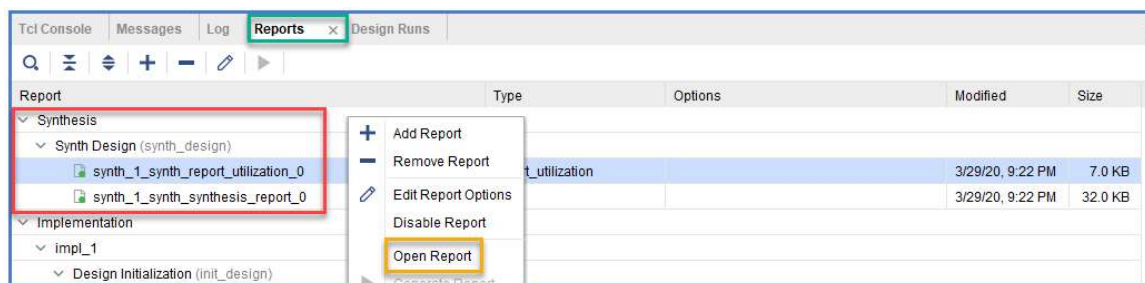 Tcl Console Messages Log Reports × Design Runs
Report Type Options Modified Size
Synthesis
Synth Design (synth_design)
Add Report
synth_1_synth_report_utilization_0 t_utilization 3/29/20, 9:22 PM 7.0 KB
Remove Report
synth_1_synth_synthesis_report_0 3/29/20, 9:22 PM 32.0 KB
Edit Report Options
Implementation
Disable Report
impl_1
Open Report
Design Initialization (init_design)
Generate Report